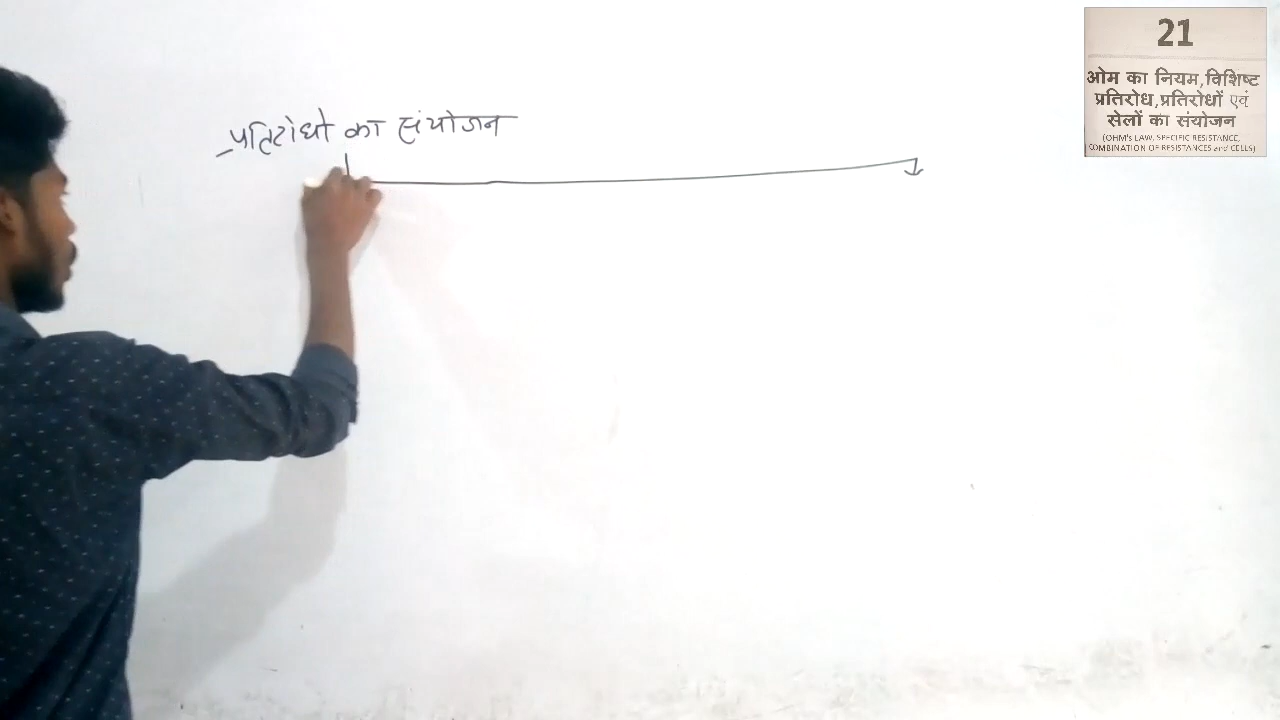 प्रतिरोधो का संयोजन
21
ओम का नियम,विशिष्ट
प्रतिरोध,प्रतिरोधों एवं
सेलों का संयोजन
(OHM's LAW, SPECIFIC RESISTANCE,
COMBINATION OF RESISTANCES and CELLS)